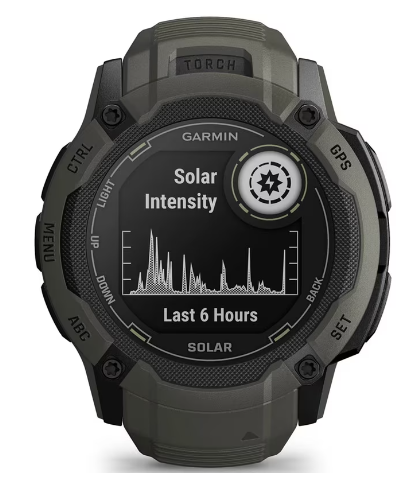 TORCH
GARMIN
CTRL
GPS
LIGHT
Solar
Intensity
MENU
UP
DOWN
BACK
Last 6 Hours
ABC
SET
SOLAR